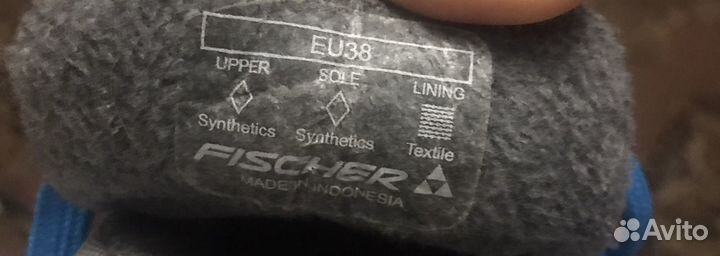 EU38
UPPER SOLE LINING
Synthetics Synthetics Textile
FISCHER
MADE IN INDONESIA
Avito